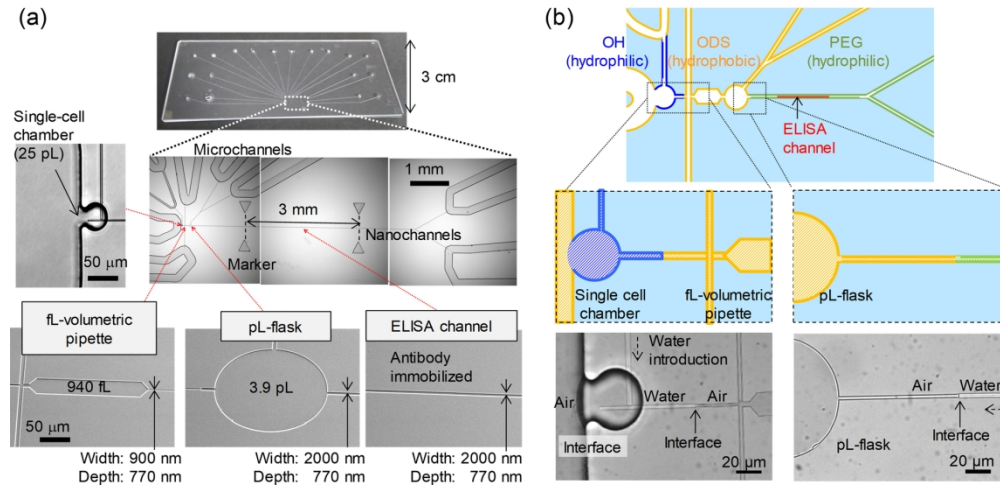 (a)
3 cm
Single-cell
chamber
(25 pL)
Microchannels
1 mm
3 mm
Nanochannels
Marker
50 μm
fL-volumetric
pipette
pL-flask
ELISA channel
940 fL
3.9 pL
Antibody
immobilized
50 μm
Width: 900 nm
Depth: 770 nm
Width: 2000 nm
Depth: 770 nm
Width: 2000 nm
Depth: 770 nm
(b)
OH
(hydrophilic)
ODS
(hydrophobic)
PEG
(hydrophilic)
ELISA
channel
Single cell
chamber
fL-volumetric
pipette
pL-flask
Water
introduction
Air
Water
Air
Interface
Interface
20 μm
Air
Water
pL-flask
Interface
20 μm